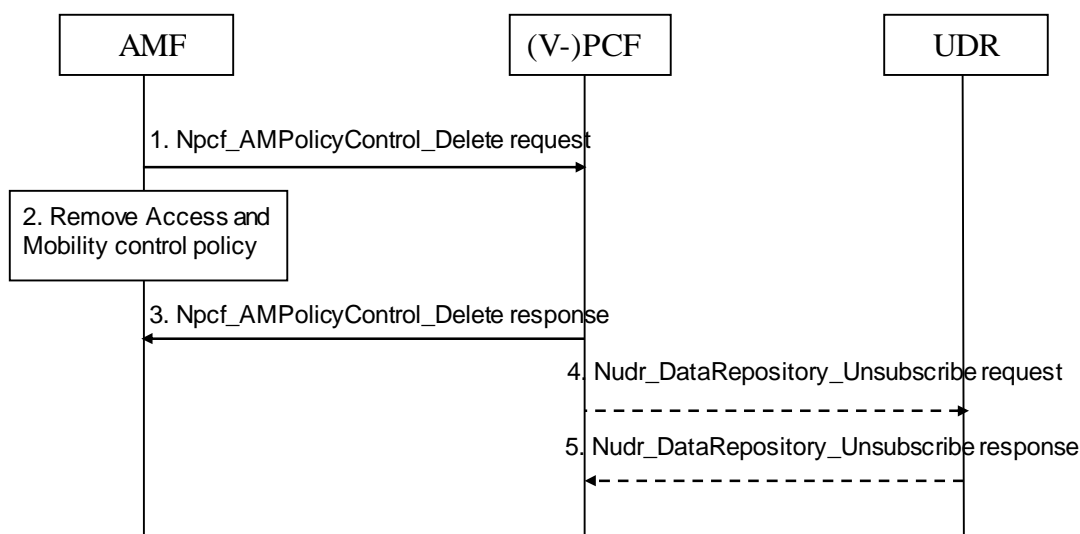 AMF
(V-)PCF
UDR
1. Npcf_AMPolicyControl_Delete request
2. Remove Access and
Mobility control policy
3. Npcf_AMPolicyControl_Delete response
4. Nudr_DataRepository_Unsubscribe request
5. Nudr_DataRepository_Unsubscribe response